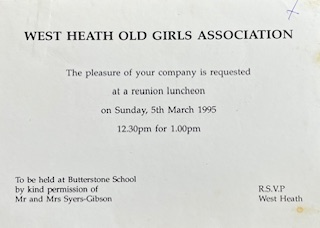 WEST HEATH OLD GIRLS ASSOCIATION
The pleasure of your company is requested
at a reunion luncheon
on Sunday, 5th March 1995
12.30pm for 1.00pm
To be held at Butterstone School
by kind permission of
Mr and Mrs Syers-Gibson
R.S.V.P
West Heath